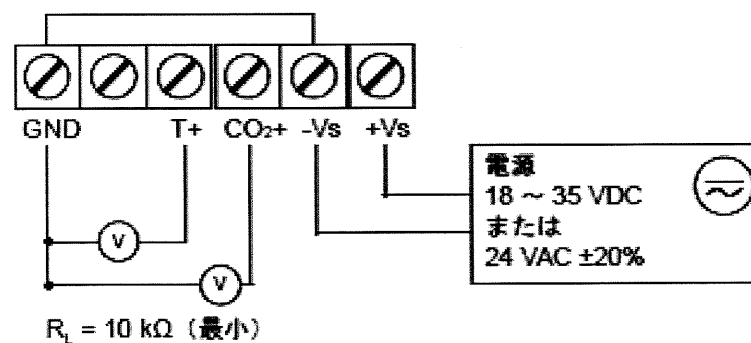 GND T+ CO₂+ -Vs +Vs
電源
18 ~ 35 VDC
または
24 VAC ±20%
V
V
R_L = 10 kΩ（最小）